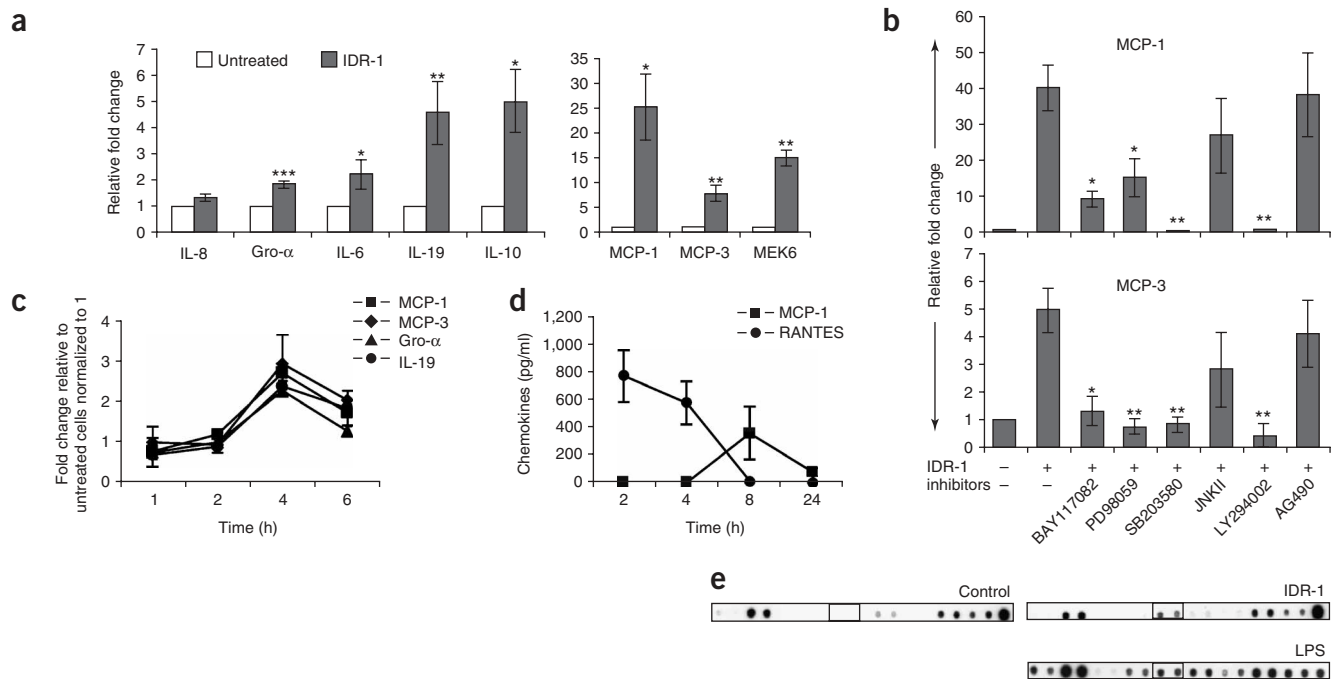 a
Relative fold change
7
6
5
4
3
2
1
0
Untreated
IDR-1
***
*
**
*
IL-8
Gro-α
IL-6
IL-19
IL-10
35
30
25
20
15
10
5
0
*
**
**
MCP-1
MCP-3
MEK6
b
Relative fold change
60
50
40
30
20
10
0
MCP-1
*
*
**
**
7
6
5
4
3
2
1
0
MCP-3
*
**
**
**
IDR-1 – + + + + + + +
inhibitors – –
BAY117082
PD98059
SB203580
JNKII
LY294002
AG490
c
Fold change relative to
untreated cells normalized to 1
4
3
2
1
0
1
2
4
6
Time (h)
MCP-1
MCP-3
Gro-α
IL-19
d
Chemokines (pg/ml)
1,200
1,000
800
600
400
200
0
2
4
8
24
Time (h)
MCP-1
RANTES
e
Control
IDR-1
LPS